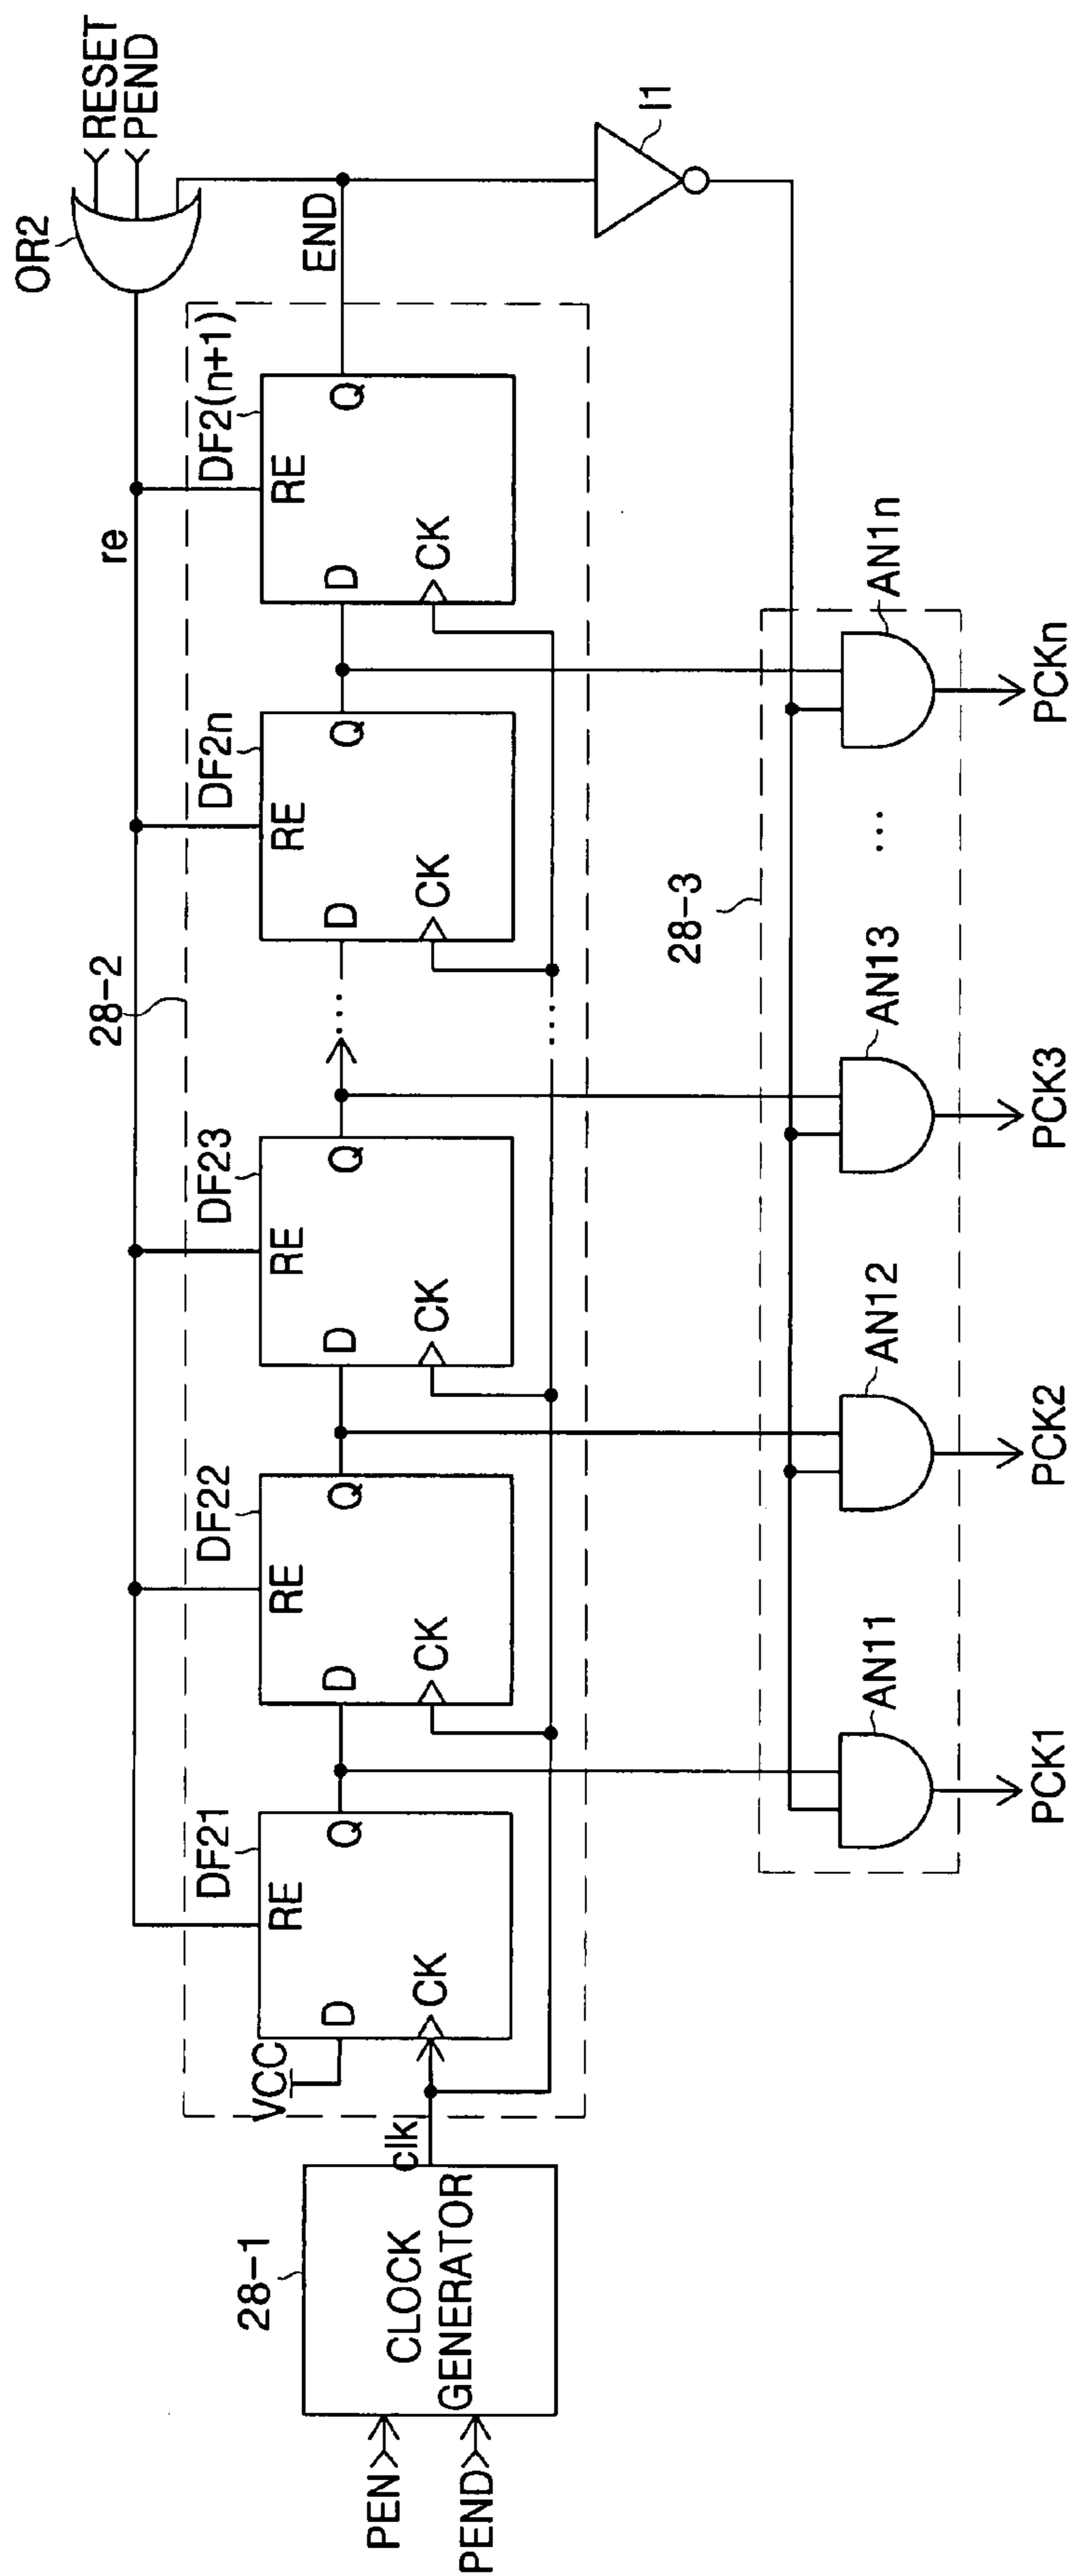 PEN
PEND
28-1
CLOCK
GENERATOR
clk
VCC
28-2
re
OR2
RESET
PEND
DF21
RE
D
CK
Q
DF22
RE
D
CK
Q
DF23
RE
D
CK
Q
...
...
DF2n
RE
D
CK
Q
DF2(n+1)
RE
D
CK
Q
END
I1
28-3
AN11
AN12
AN13
...
AN1n
PCK1
PCK2
PCK3
PCKn